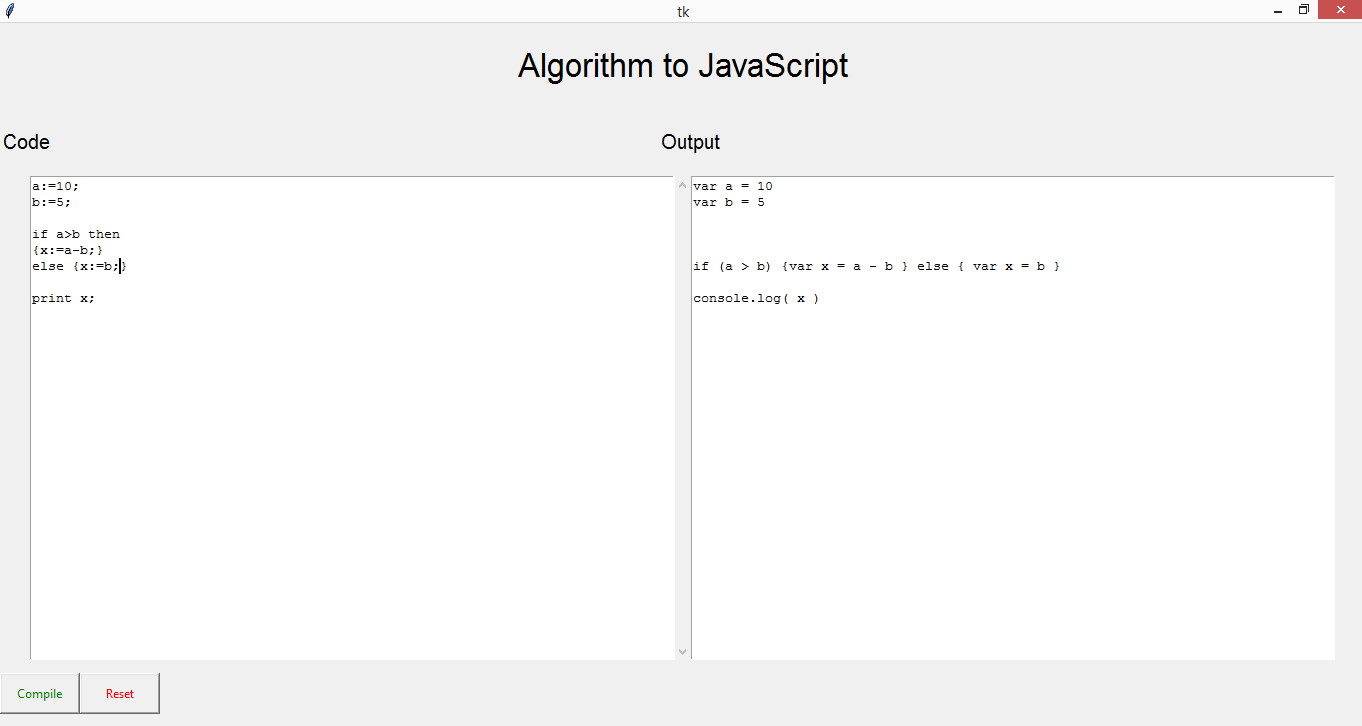 tk
Algorithm to JavaScript
Code
Output
a:=10;
b:=5;
if a>b then
{x:=a-b;}
else {x:=b;}
print x;
var a = 10
var b = 5
if (a > b) {var x = a - b } else { var x = b }
console.log( x )
Compile
Reset